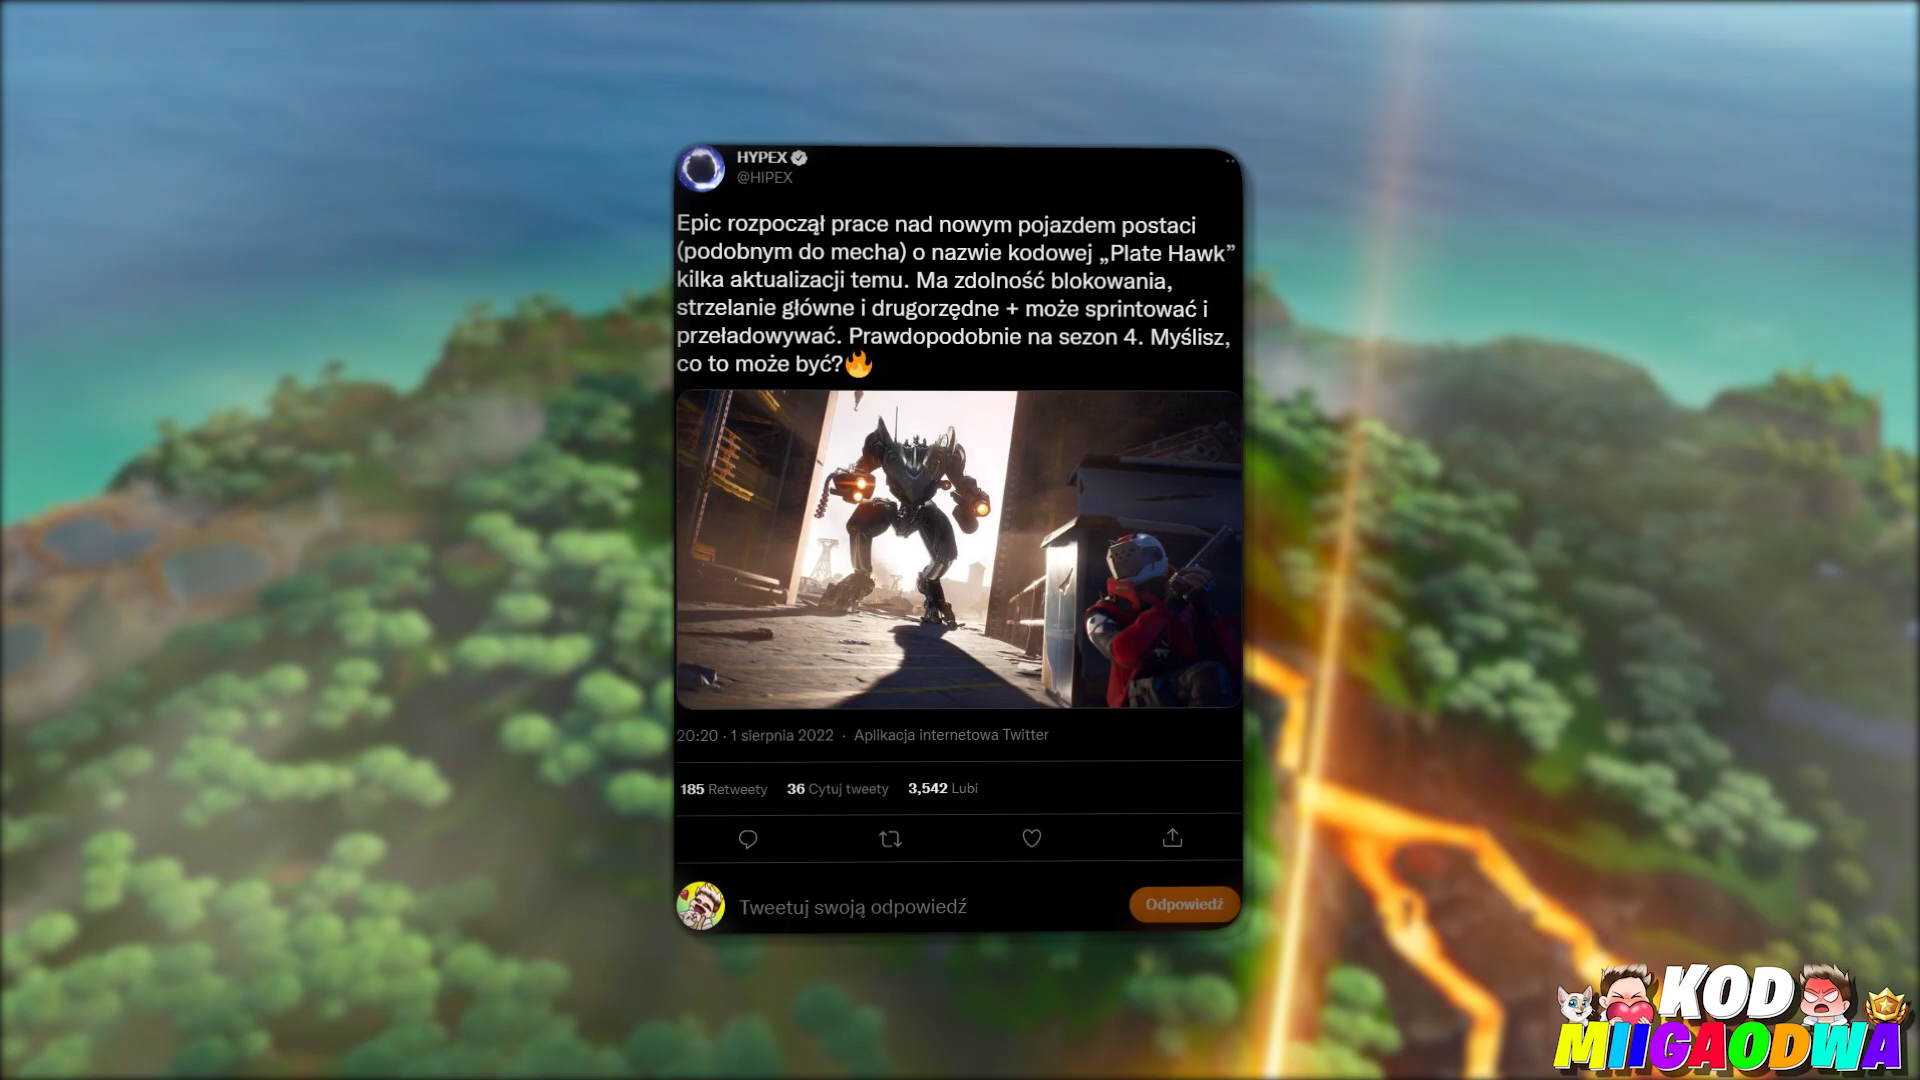 HYPEX
@HIPEX
Epic rozpoczął prace nad nowym pojazdem postaci
(podobnym do mecha) o nazwie kodowej „Plate Hawk”
kilka aktualizacji temu. Ma zdolność blokowania,
strzelanie główne i drugorzędne + może sprintować i
przeładowywać. Prawdopodobnie na sezon 4. Myślisz,
co to może być?🔥
20:20 · 1 sierpnia 2022 · Aplikacja internetowa Twitter
185 Retweety 36 Cytuj tweety 3,542 Lubi
Tweetuj swoją odpowiedź
Odpowiedź
KOD
MIIGAODWA